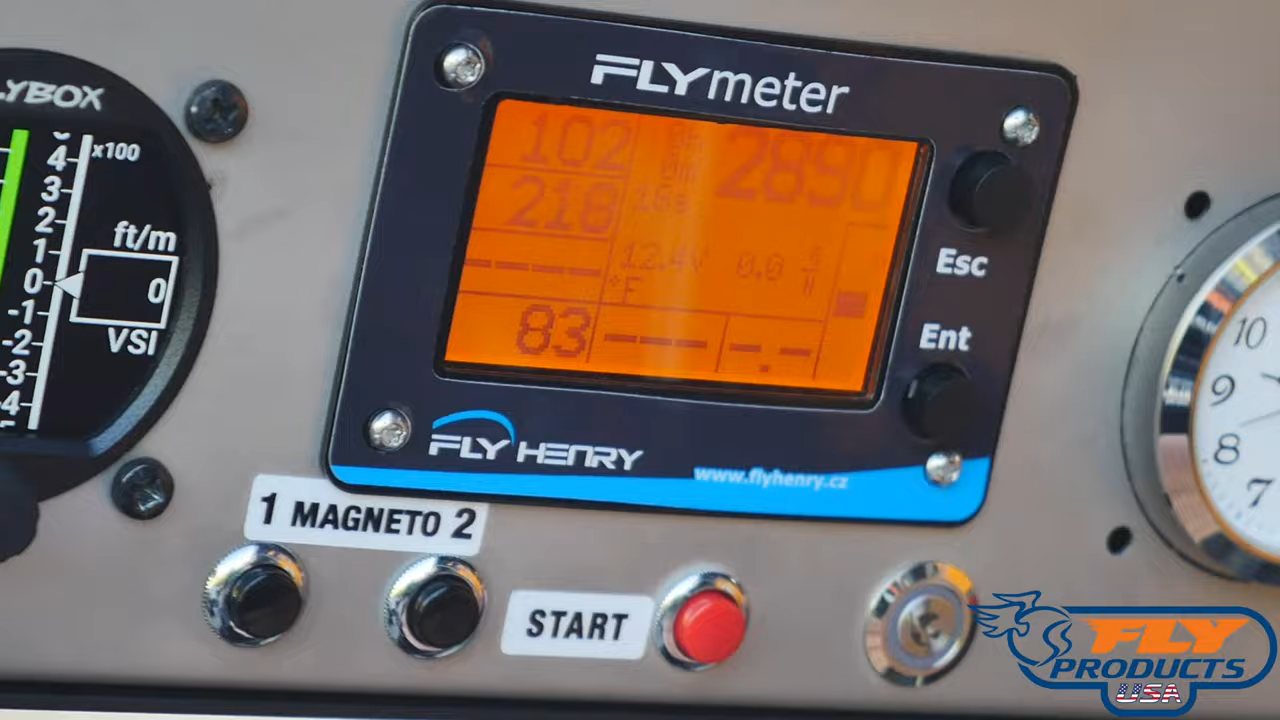 LYBOX
4
3
2
1
0
-1
-2
-3
-4
x100
ft/m
0
VSI
FLYmeter
102
218
2890
16s
12.4V
0.0
----
°F
83
---
-.-
Esc
Ent
FLY HENRY
www.flyhenry.cz
1 MAGNETO 2
START
10
9
8
7
FLY
PRODUCTS
USA